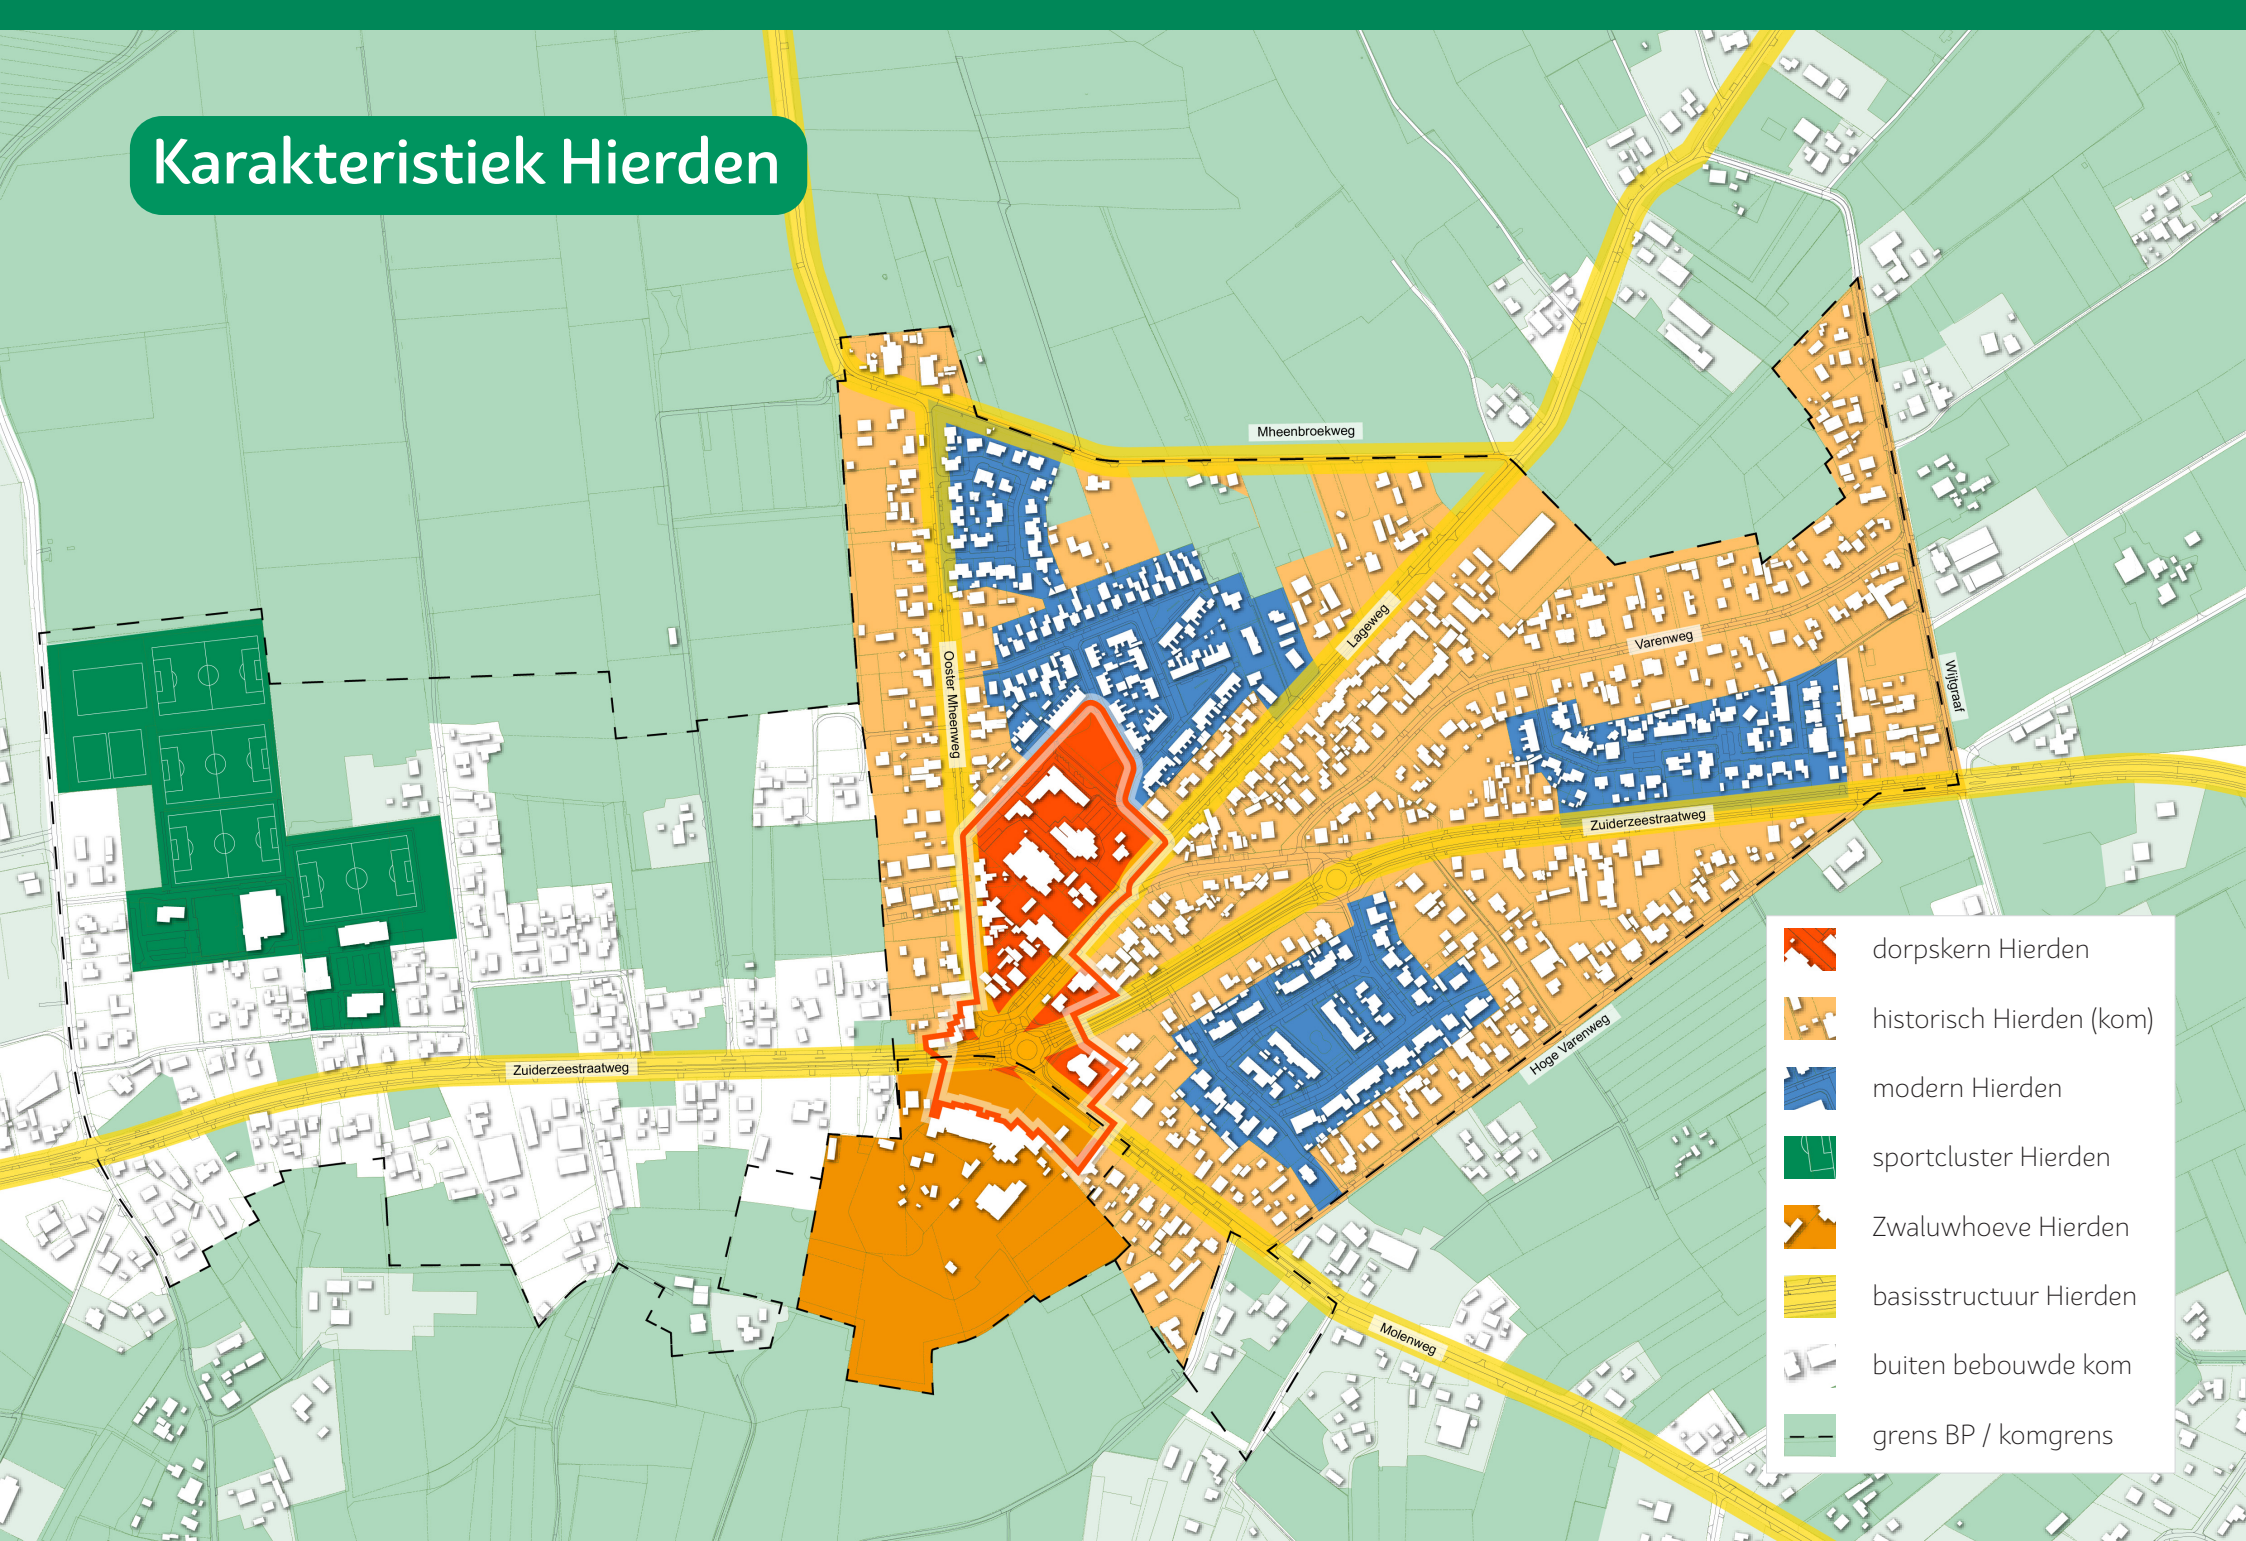 Karakteristiek Hierden
Mheenbroekweg
Lageweg
Varenweg
Ooster Mheenweg
Wijtgraaf
Zuiderzeestraatweg
Zuiderzeestraatweg
Hoge Varenweg
Molenweg
dorpskern Hierden
historisch Hierden (kom)
modern Hierden
sportcluster Hierden
Zwaluwhoeve Hierden
basisstructuur Hierden
buiten bebouwde kom
grens BP / komgrens